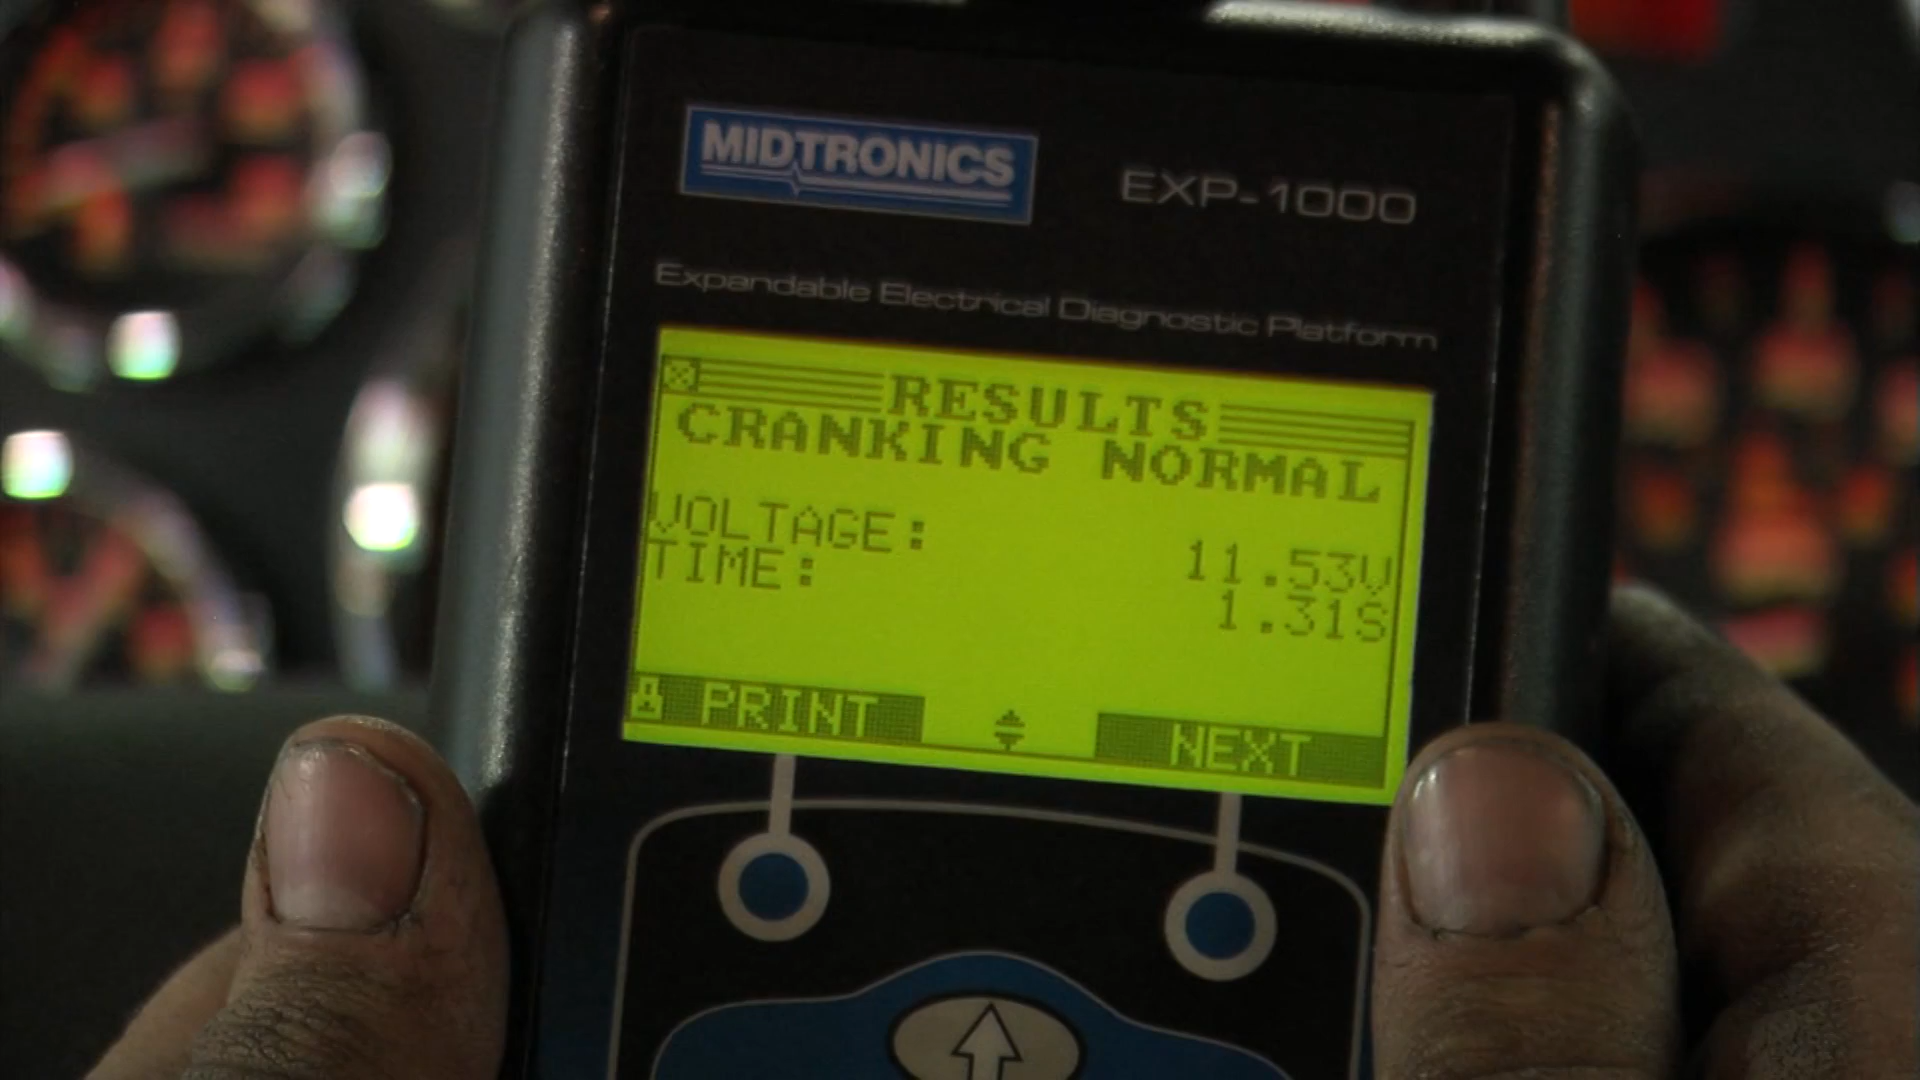 MIDTRONICS
EXP-1000
Expandable Electrical Diagnostic Platform
RESULTS
CRANKING NORMAL
VOLTAGE: 11.53V
TIME: 1.31S
PRINT NEXT